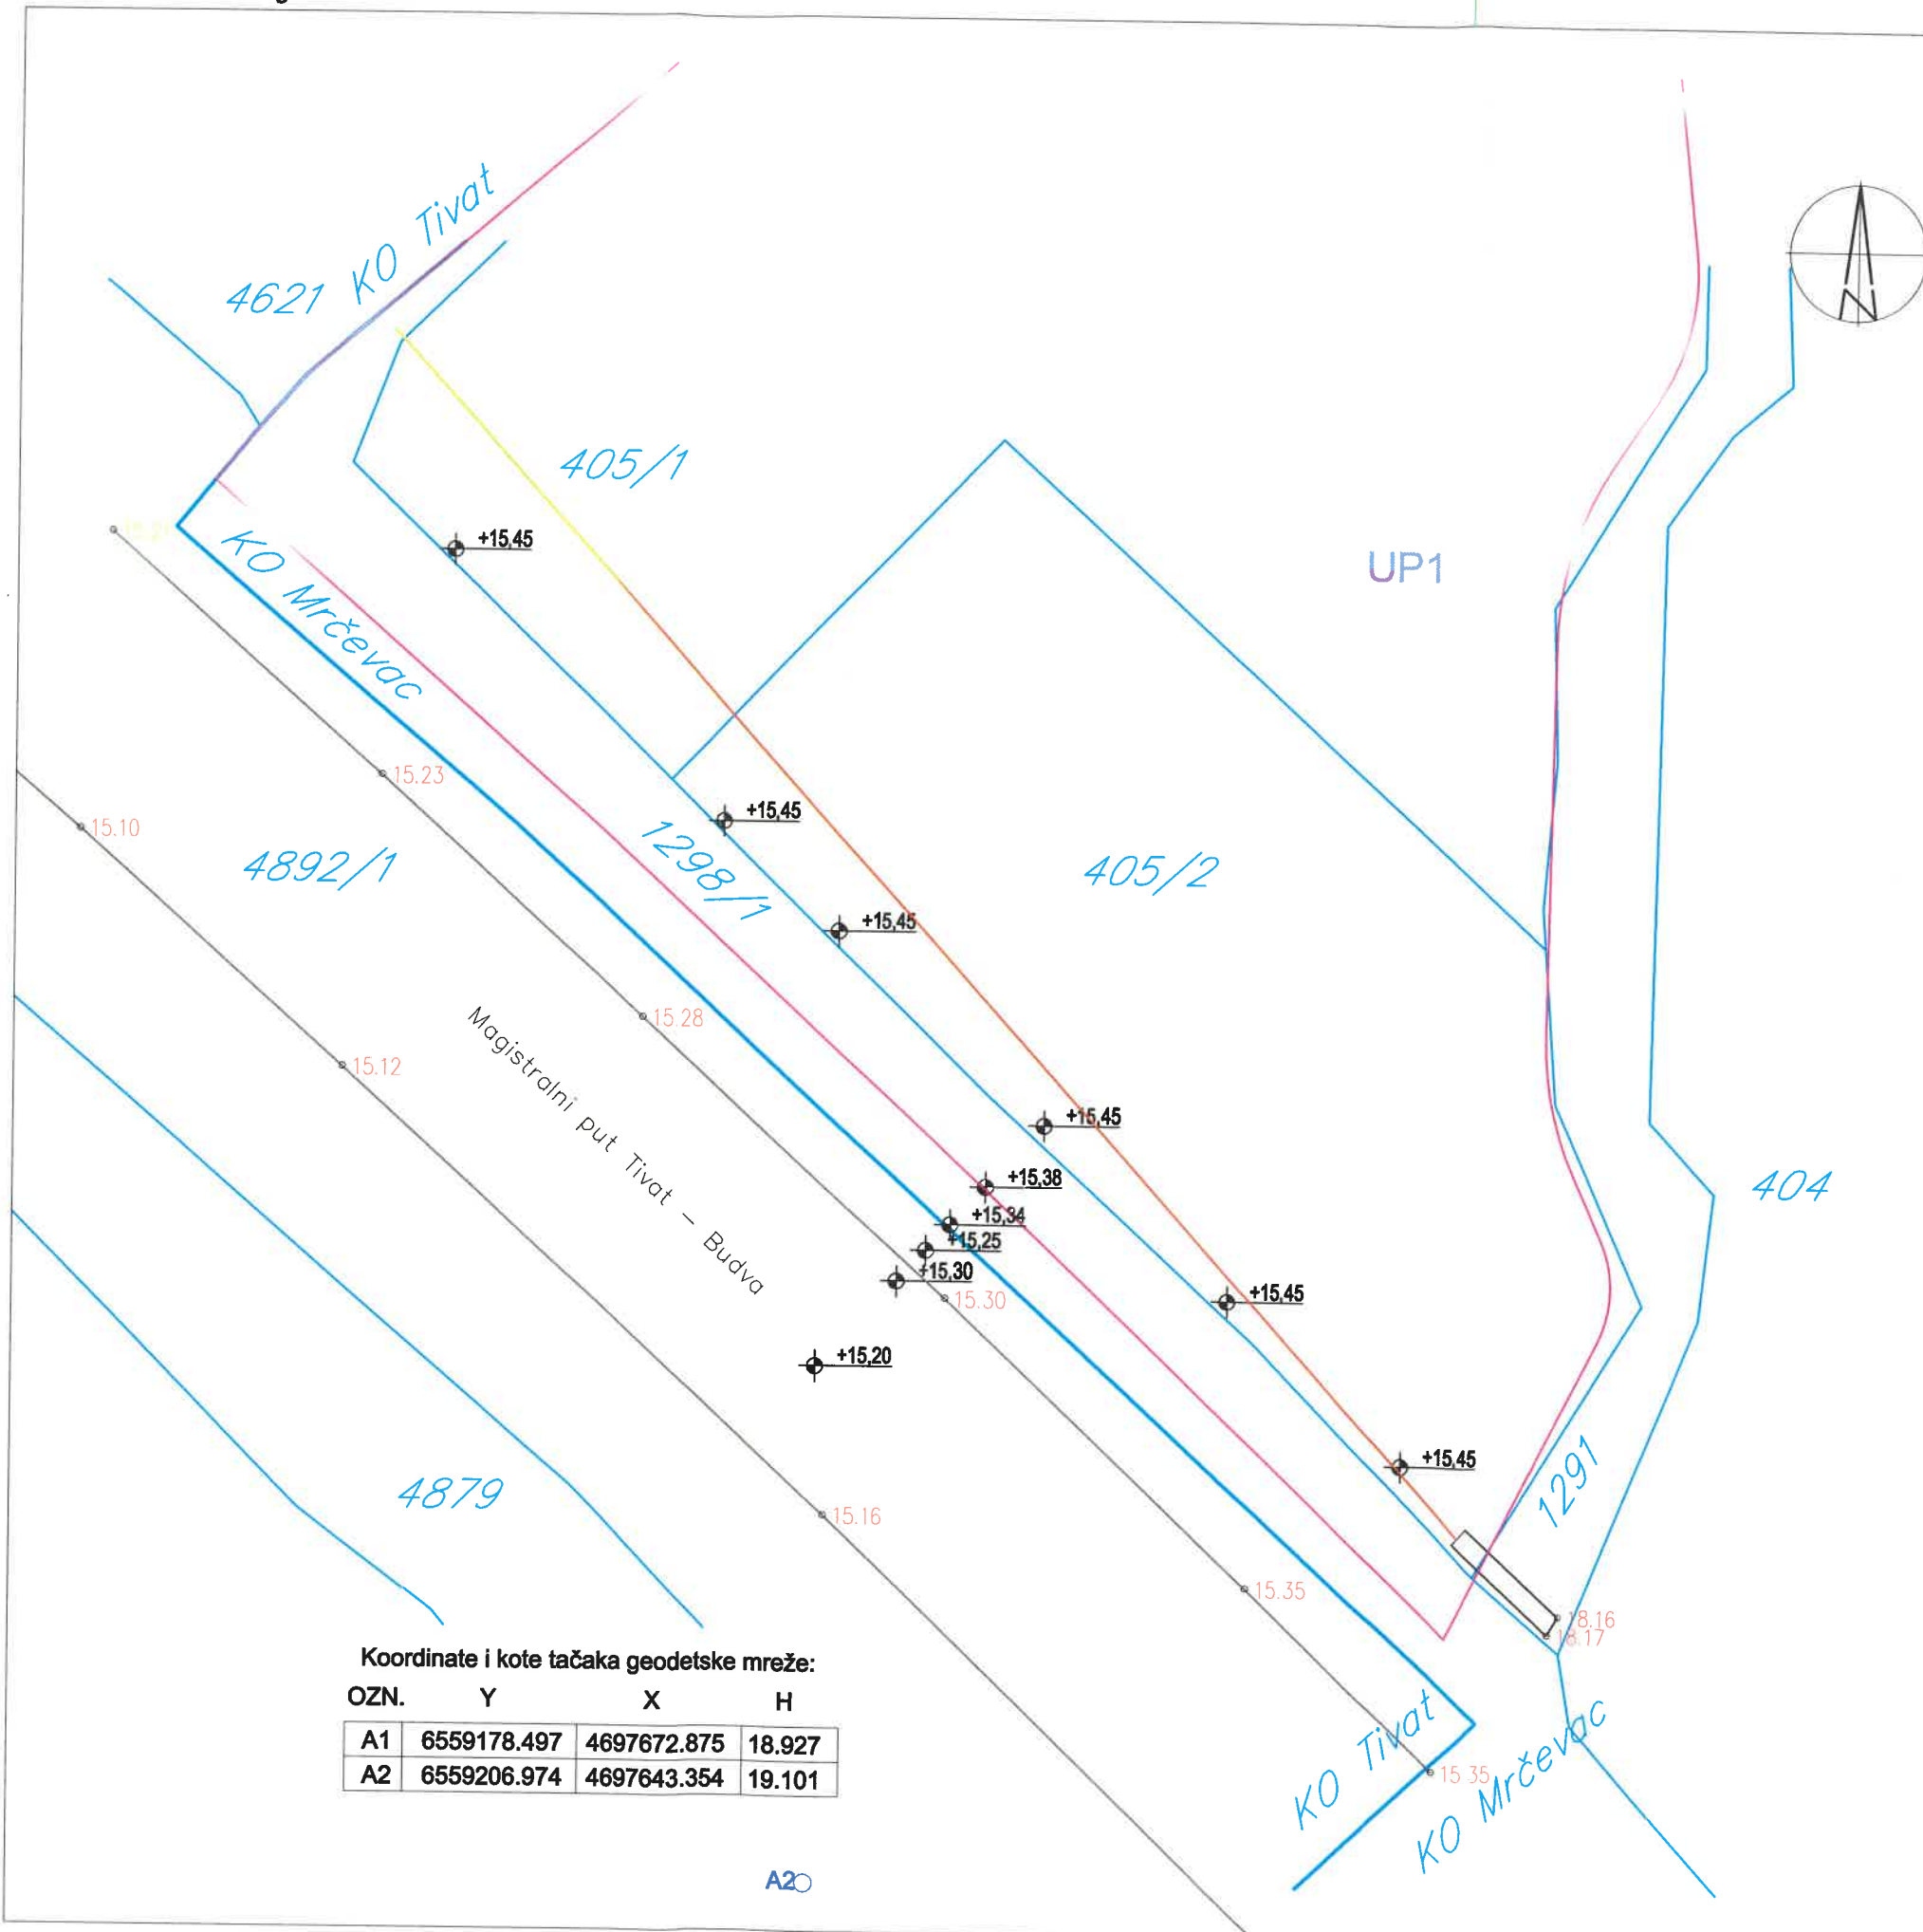 4621 KO Tivat
405/1
+15,45
KO Mrčevac
UP1
15.23
+15,45
15.10
4892/1
1298/1
405/2
+15,45
15.28
15.12
Magistralni put Tivat – Budva
+15,45
+15,38
404
+15,34
+15,25
+15,30
15.30
+15,45
+15,20
+15,45
4879
1291
15.16
15.35
18.16
18.17
Koordinate i kote tačaka geodetske mreže:
OZN. Y X H
A1 6559178.497 4697672.875 18.927
A2 6559206.974 4697643.354 19.101
KO Tivat
15 35
KO Mrčevac
A2
N